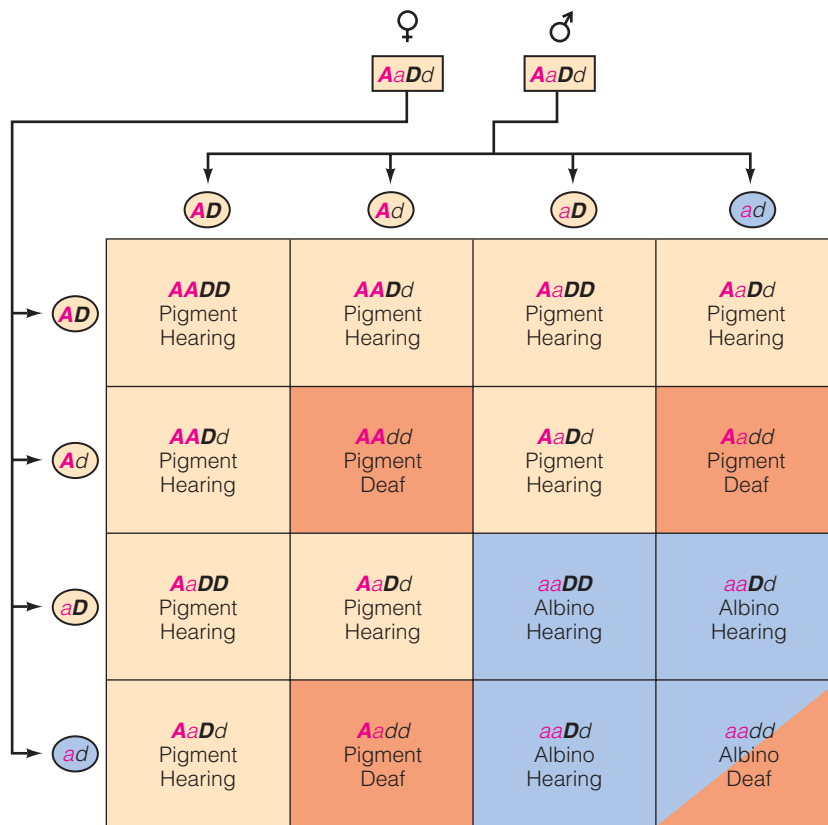 ♀ ♂
AaDd AaDd
AD Ad aD ad
AD
AADD AADd AaDD AaDd
Pigment Pigment Pigment Pigment
Hearing Hearing Hearing Hearing
Ad
AADd AAdd AaDd Aadd
Pigment Pigment Pigment Pigment
Hearing Deaf Hearing Deaf
aD
AaDD AaDd aaDD aaDd
Pigment Pigment Albino Albino
Hearing Hearing Hearing Hearing
ad
AaDd Aadd aaDd aadd
Pigment Pigment Albino Albino
Hearing Deaf Hearing Deaf